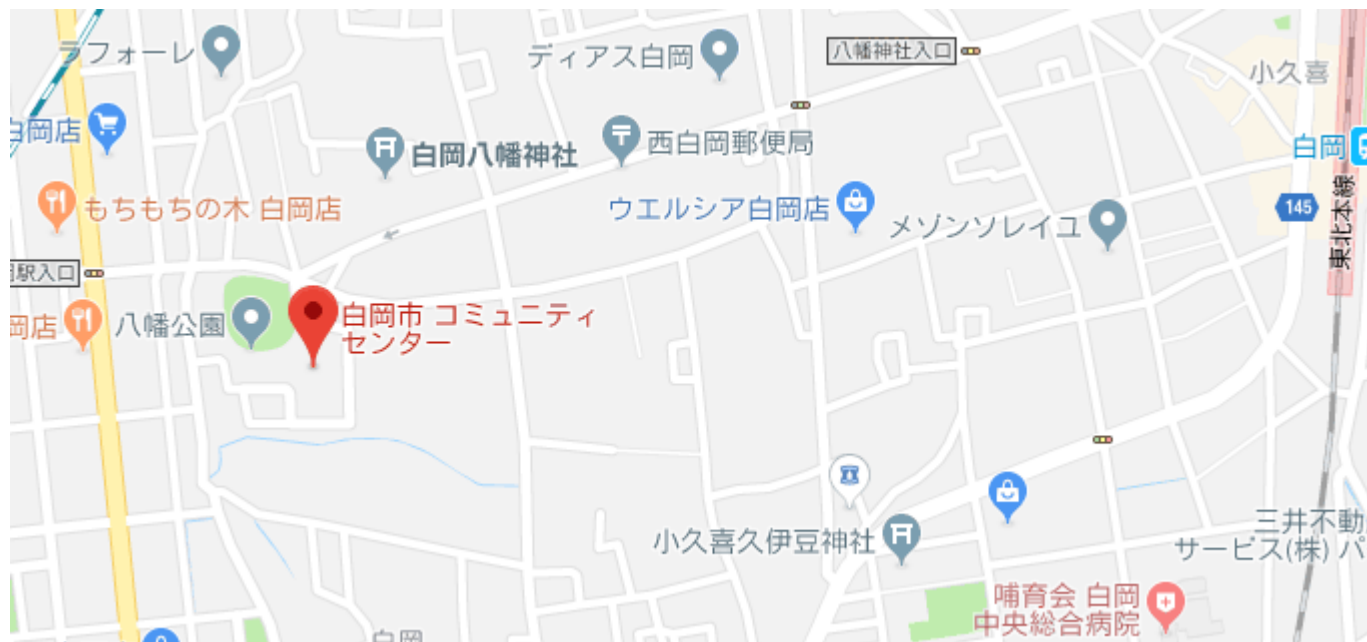 ラフォーレ
ディアス白岡
八幡神社入口
小久喜
白岡店
白岡八幡神社
西白岡郵便局
白岡
もちもちの木 白岡店
ウエルシア白岡店
メゾンソレイユ
145
東北本線
駅入口
岡店
八幡公園
白岡市 コミュニティ
センター
小久喜久伊豆神社
三井不動
サービス(株) パ
哺育会 白岡
中央総合病院
白岡